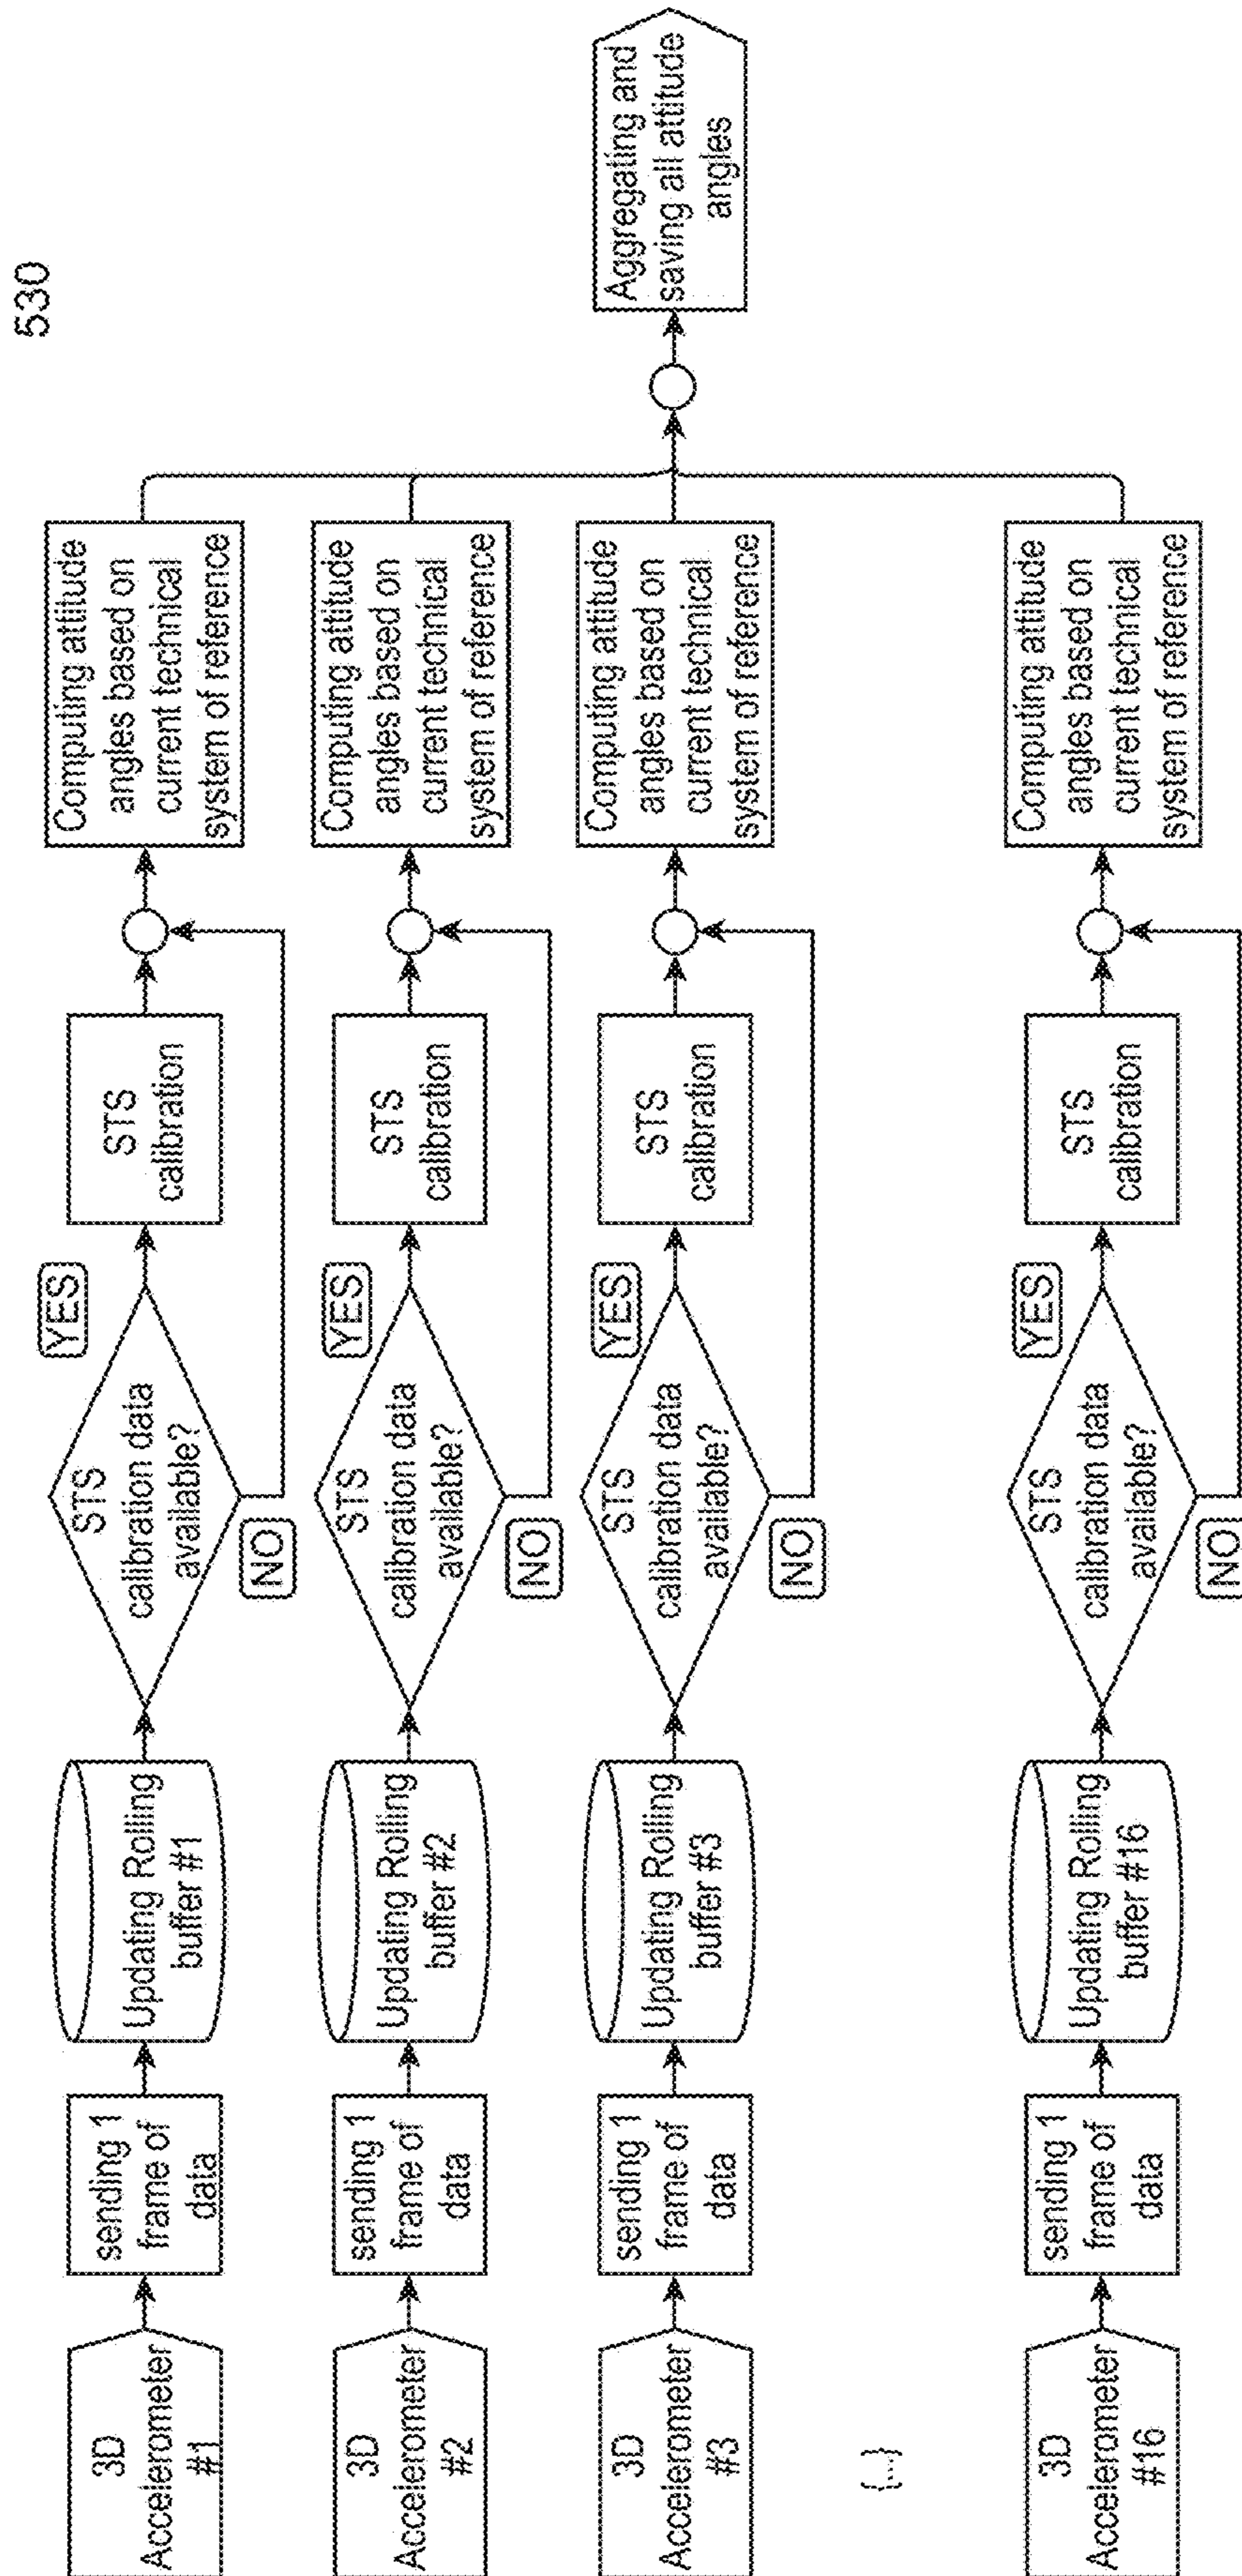 530
3D
Accelerometer
#1
sending 1
frame of
data
Updating Rolling
buffer #1
STS
calibration data
available?
YES
NO
STS
calibration
Computing attitude
angles based on
current technical
system of reference
3D
Accelerometer
#2
sending 1
frame of
data
Updating Rolling
buffer #2
STS
calibration data
available?
YES
NO
STS
calibration
Computing attitude
angles based on
current technical
system of reference
3D
Accelerometer
#3
sending 1
frame of
data
Updating Rolling
buffer #3
STS
calibration data
available?
YES
NO
STS
calibration
Computing attitude
angles based on
current technical
system of reference
Aggregating and
saving all attitude
angles
{...}
3D
Accelerometer
#16
sending 1
frame of
data
Updating Rolling
buffer #16
STS
calibration data
available?
YES
NO
STS
calibration
Computing attitude
angles based on
current technical
system of reference